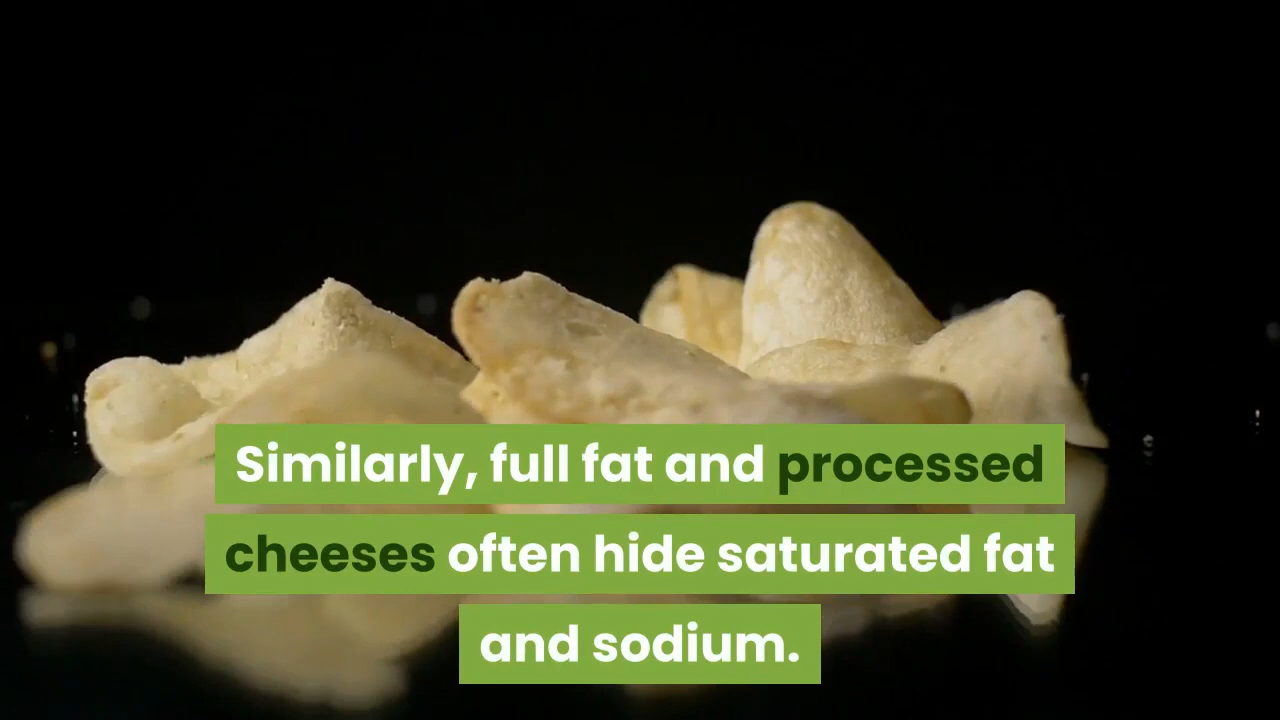 Similarly, full fat and processed
cheeses often hide saturated fat
and sodium.